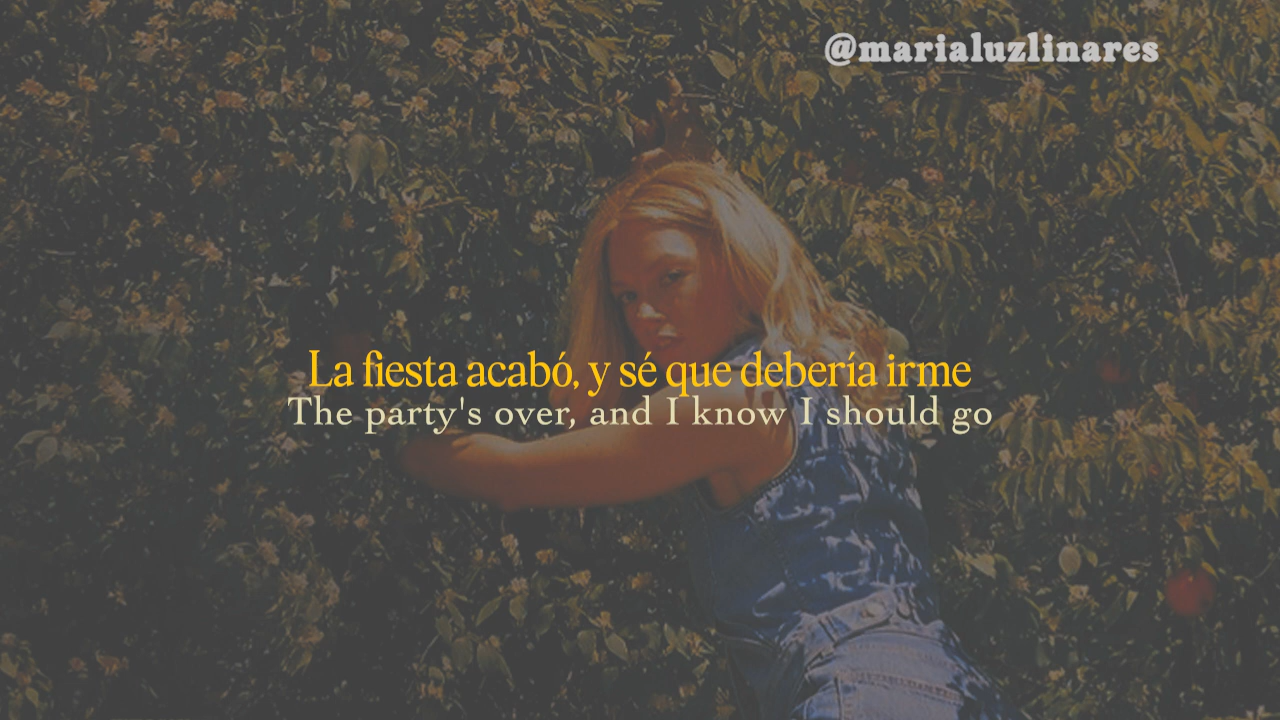 @marialuzlinares
La fiesta acabó, y sé que debería irme
The party's over, and I know I should go